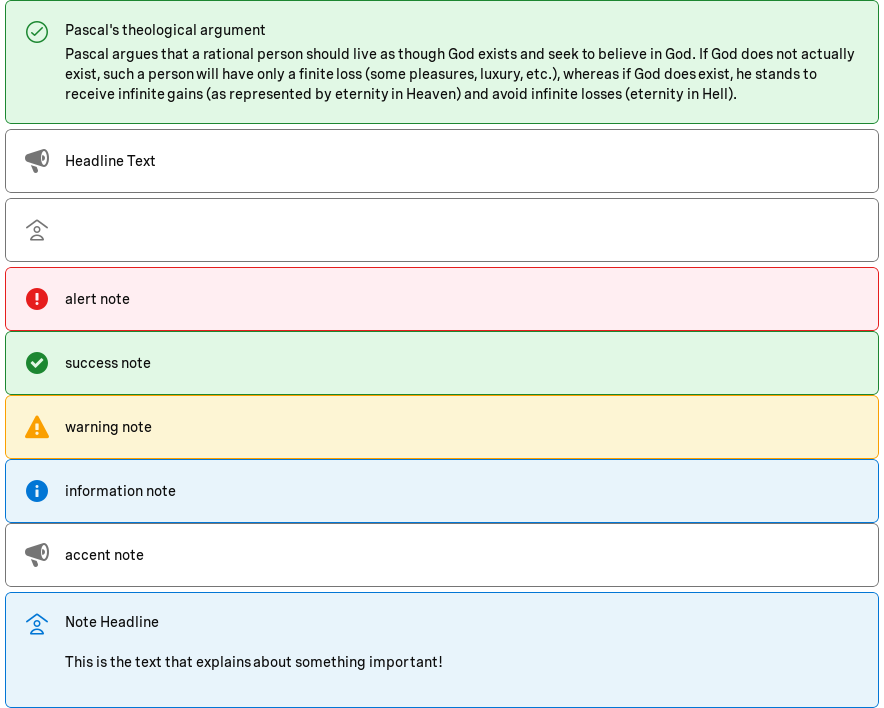 Pascal's theological argument
Pascal argues that a rational person should live as though God exists and seek to believe in God. If God does not actually
exist, such a person will have only a finite loss (some pleasures, luxury, etc.), whereas if God does exist, he stands to
receive infinite gains (as represented by eternity in Heaven) and avoid infinite losses (eternity in Hell).
Headline Text
alert note
success note
warning note
information note
accent note
Note Headline
This is the text that explains about something important!